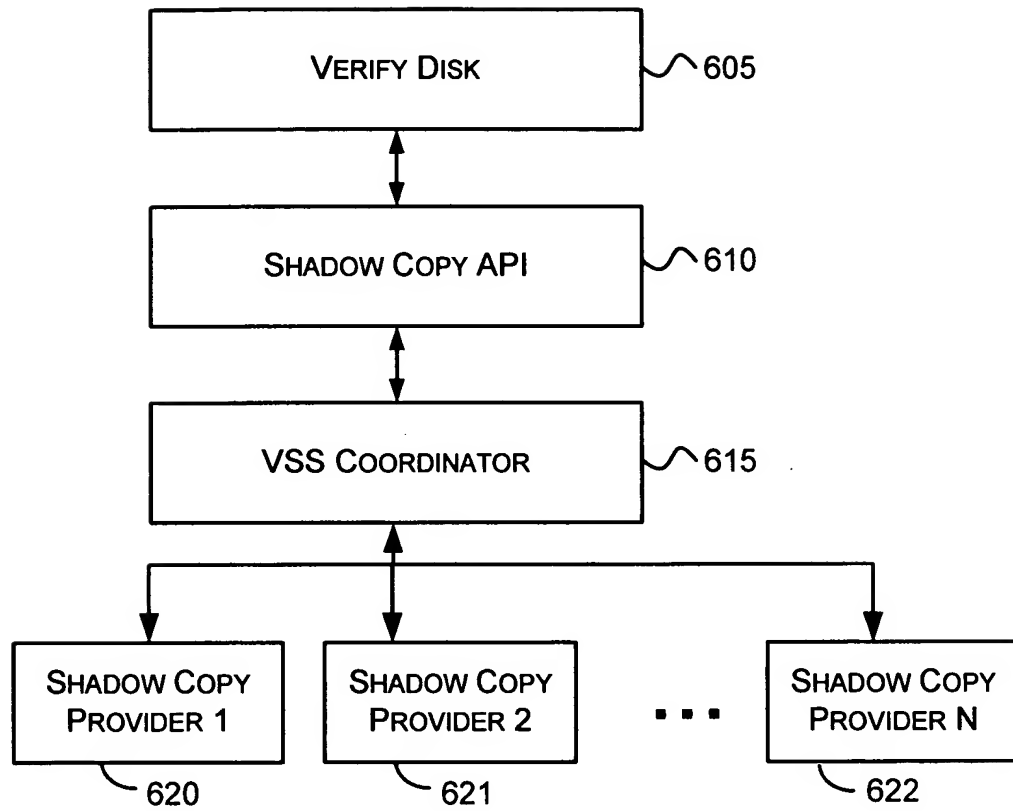 VERIFY DISK
605
SHADOW COPY API
610
VSS COORDINATOR
615
SHADOW COPY
PROVIDER 1
SHADOW COPY
PROVIDER 2
SHADOW COPY
PROVIDER N
620
621
622